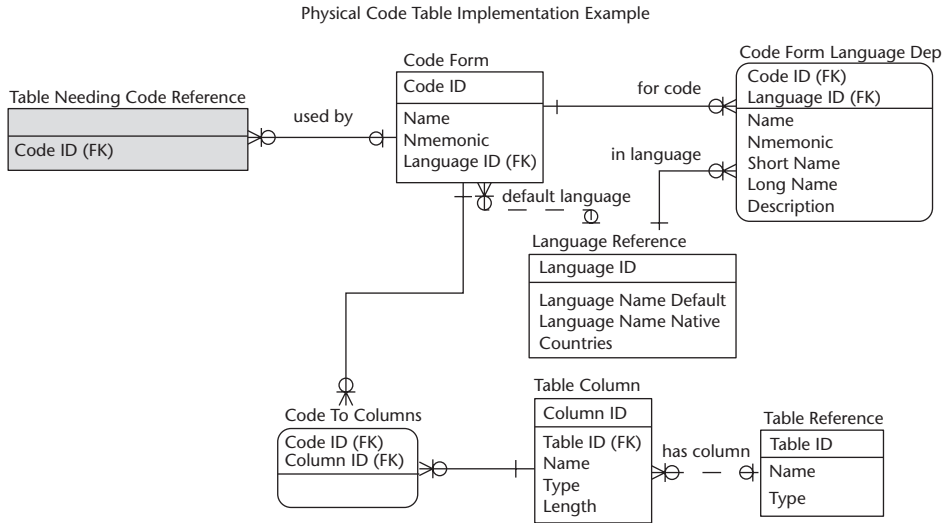 Physical Code Table Implementation Example
Table Needing Code Reference
Code ID (FK)
used by
Code Form
Code ID
Name
Nmemonic
Language ID (FK)
for code
Code Form Language Dep
Code ID (FK)
Language ID (FK)
Name
Nmemonic
Short Name
Long Name
Description
in language
default language
Language Reference
Language ID
Language Name Default
Language Name Native
Countries
Code To Columns
Code ID (FK)
Column ID (FK)
Table Column
Column ID
Table ID (FK)
Name
Type
Length
has column
Table Reference
Table ID
Name
Type